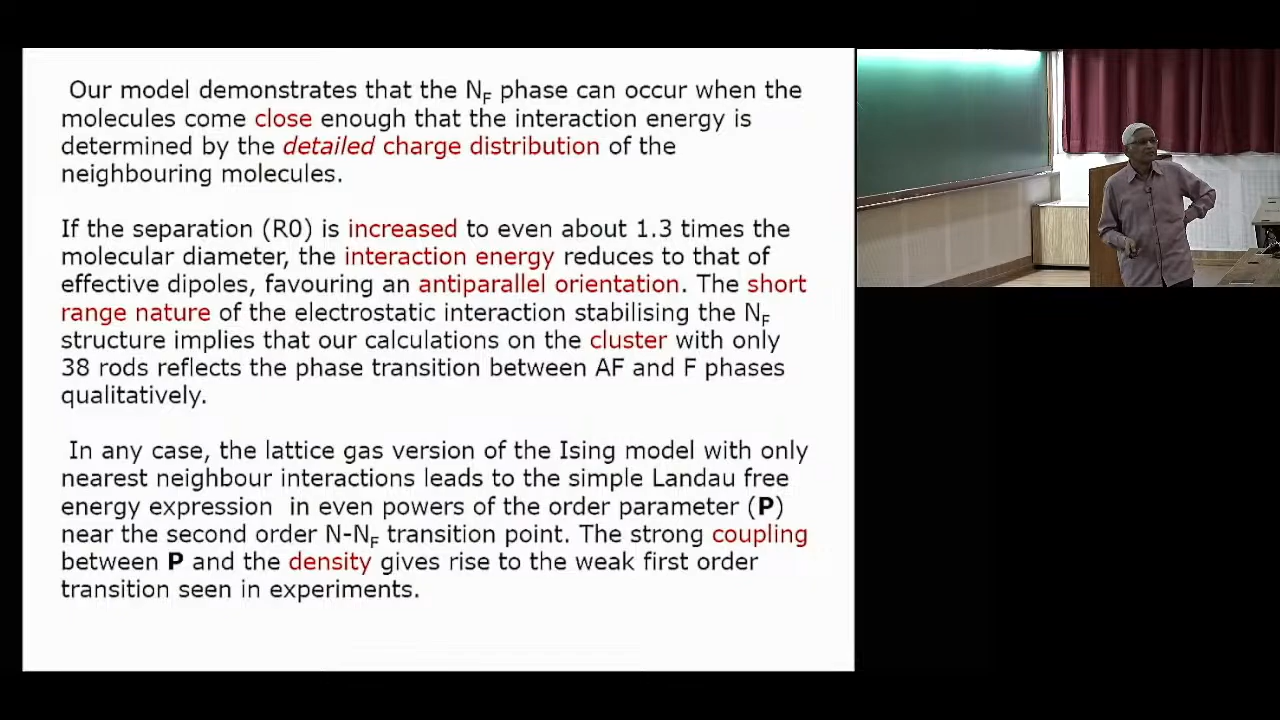 Our model demonstrates that the N_F phase can occur when the
molecules come close enough that the interaction energy is
determined by the detailed charge distribution of the
neighbouring molecules.
If the separation (R0) is increased to even about 1.3 times the
molecular diameter, the interaction energy reduces to that of
effective dipoles, favouring an antiparallel orientation. The short
range nature of the electrostatic interaction stabilising the N_F
structure implies that our calculations on the cluster with only
38 rods reflects the phase transition between AF and F phases
qualitatively.
In any case, the lattice gas version of the Ising model with only
nearest neighbour interactions leads to the simple Landau free
energy expression in even powers of the order parameter (P)
near the second order N-N_F transition point. The strong coupling
between P and the density gives rise to the weak first order
transition seen in experiments.